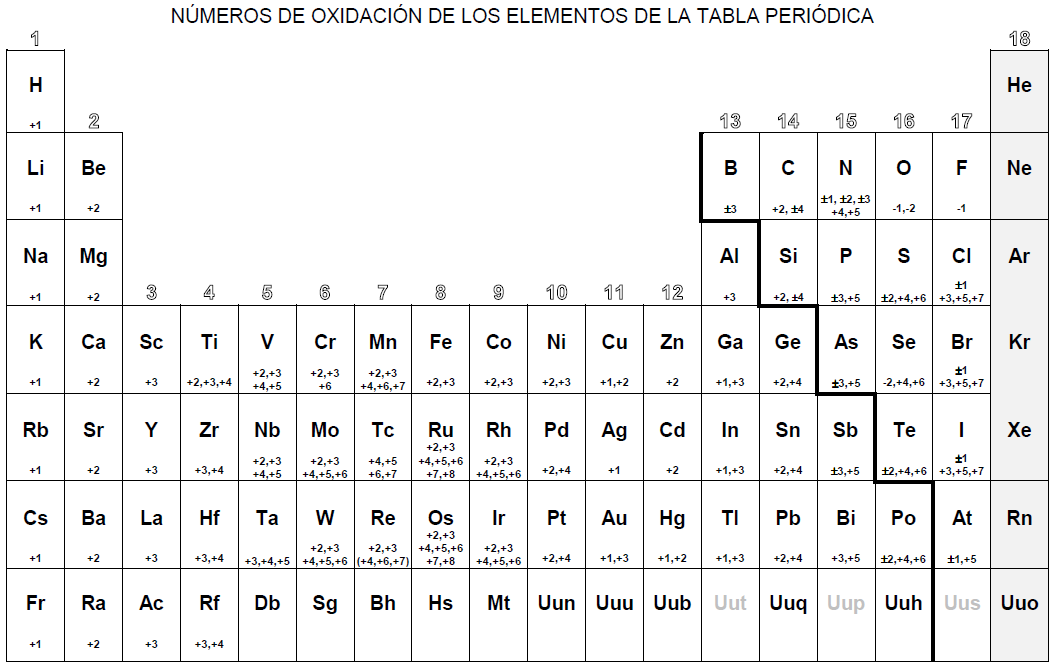 NÚMEROS DE OXIDACIÓN DE LOS ELEMENTOS DE LA TABLA PERIÓDICA
1 18
H He
+1
2 13 14 15 16 17
Li Be B C N O F Ne
±1, ±2, ±3
+1 +2 ±3 +2, ±4 +4,+5 -1,-2 -1
Na Mg Al Si P S Cl Ar
3 4 5 6 7 8 9 10 11 12
±1
+1 +2 +3 +2, ±4 ±3,+5 ±2,+4,+6 +3,+5,+7
K Ca Sc Ti V Cr Mn Fe Co Ni Cu Zn Ga Ge As Se Br Kr
+2,+3 +2,+3 +2,+3 ±1
+1 +2 +3 +2,+3,+4 +4,+5 +6 +4,+6,+7 +2,+3 +2,+3 +2,+3 +1,+2 +2 +1,+3 +2,+4 ±3,+5 -2,+4,+6 +3,+5,+7
Rb Sr Y Zr Nb Mo Tc Ru Rh Pd Ag Cd In Sn Sb Te I Xe
+2,+3
+2,+3 +2,+3 +4,+5 +4,+5,+6 +2,+3 ±1
+1 +2 +3 +3,+4 +4,+5 +4,+5,+6 +6,+7 +7,+8 +4,+5,+6 +2,+4 +1 +2 +1,+3 +2,+4 ±3,+5 ±2,+4,+6 +3,+5,+7
Cs Ba La Hf Ta W Re Os Ir Pt Au Hg Tl Pb Bi Po At Rn
+2,+3
+2,+3 +2,+3 +4,+5,+6 +2,+3
+1 +2 +3 +3,+4 +3,+4,+5 +4,+5,+6 (+4,+6,+7) +7,+8 +4,+5,+6 +2,+4 +1,+3 +1,+2 +1,+3 +2,+4 +3,+5 ±2,+4,+6 ±1,+5
Fr Ra Ac Rf Db Sg Bh Hs Mt Uun Uuu Uub Uut Uuq Uup Uuh Uus Uuo
+1 +2 +3 +3,+4